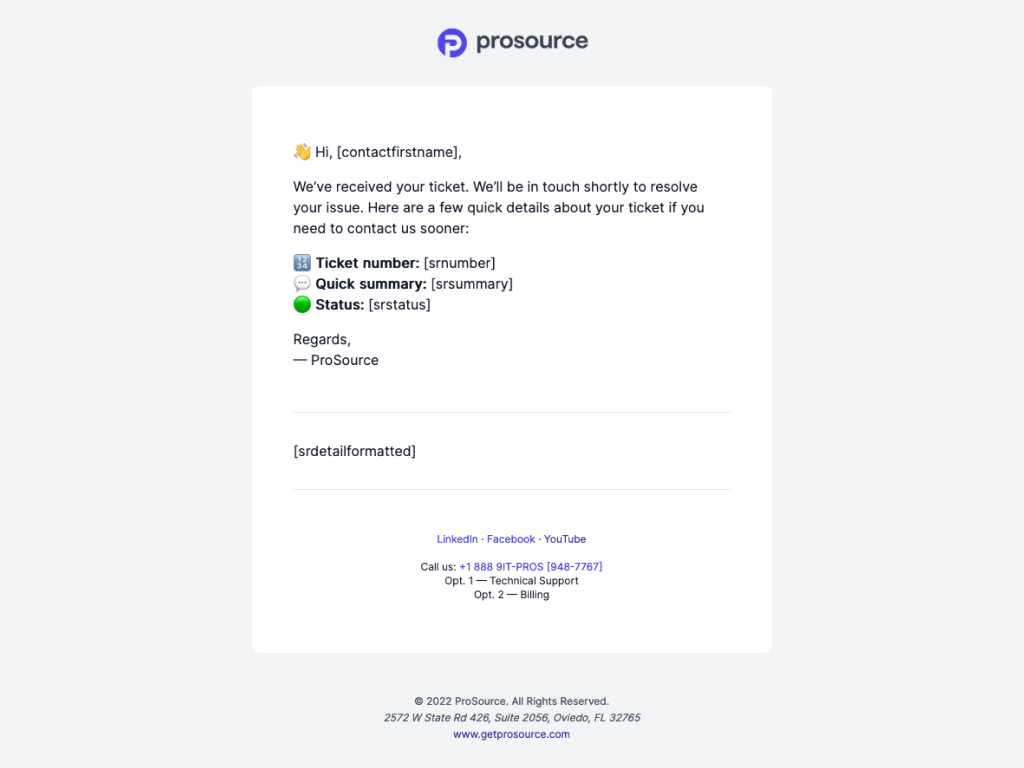 prosource
👋 Hi, [contactfirstname],
We’ve received your ticket. We’ll be in touch shortly to resolve
your issue. Here are a few quick details about your ticket if you
need to contact us sooner:
🔢 Ticket number: [srnumber]
💬 Quick summary: [srsummary]
🟢 Status: [srstatus]
Regards,
— ProSource
[srdetailformatted]
LinkedIn · Facebook · YouTube
Call us: +1 888 9IT-PROS [948-7767]
Opt. 1 — Technical Support
Opt. 2 — Billing
© 2022 ProSource. All Rights Reserved.
2572 W State Rd 426, Suite 2056, Oviedo, FL 32765
www.getprosource.com